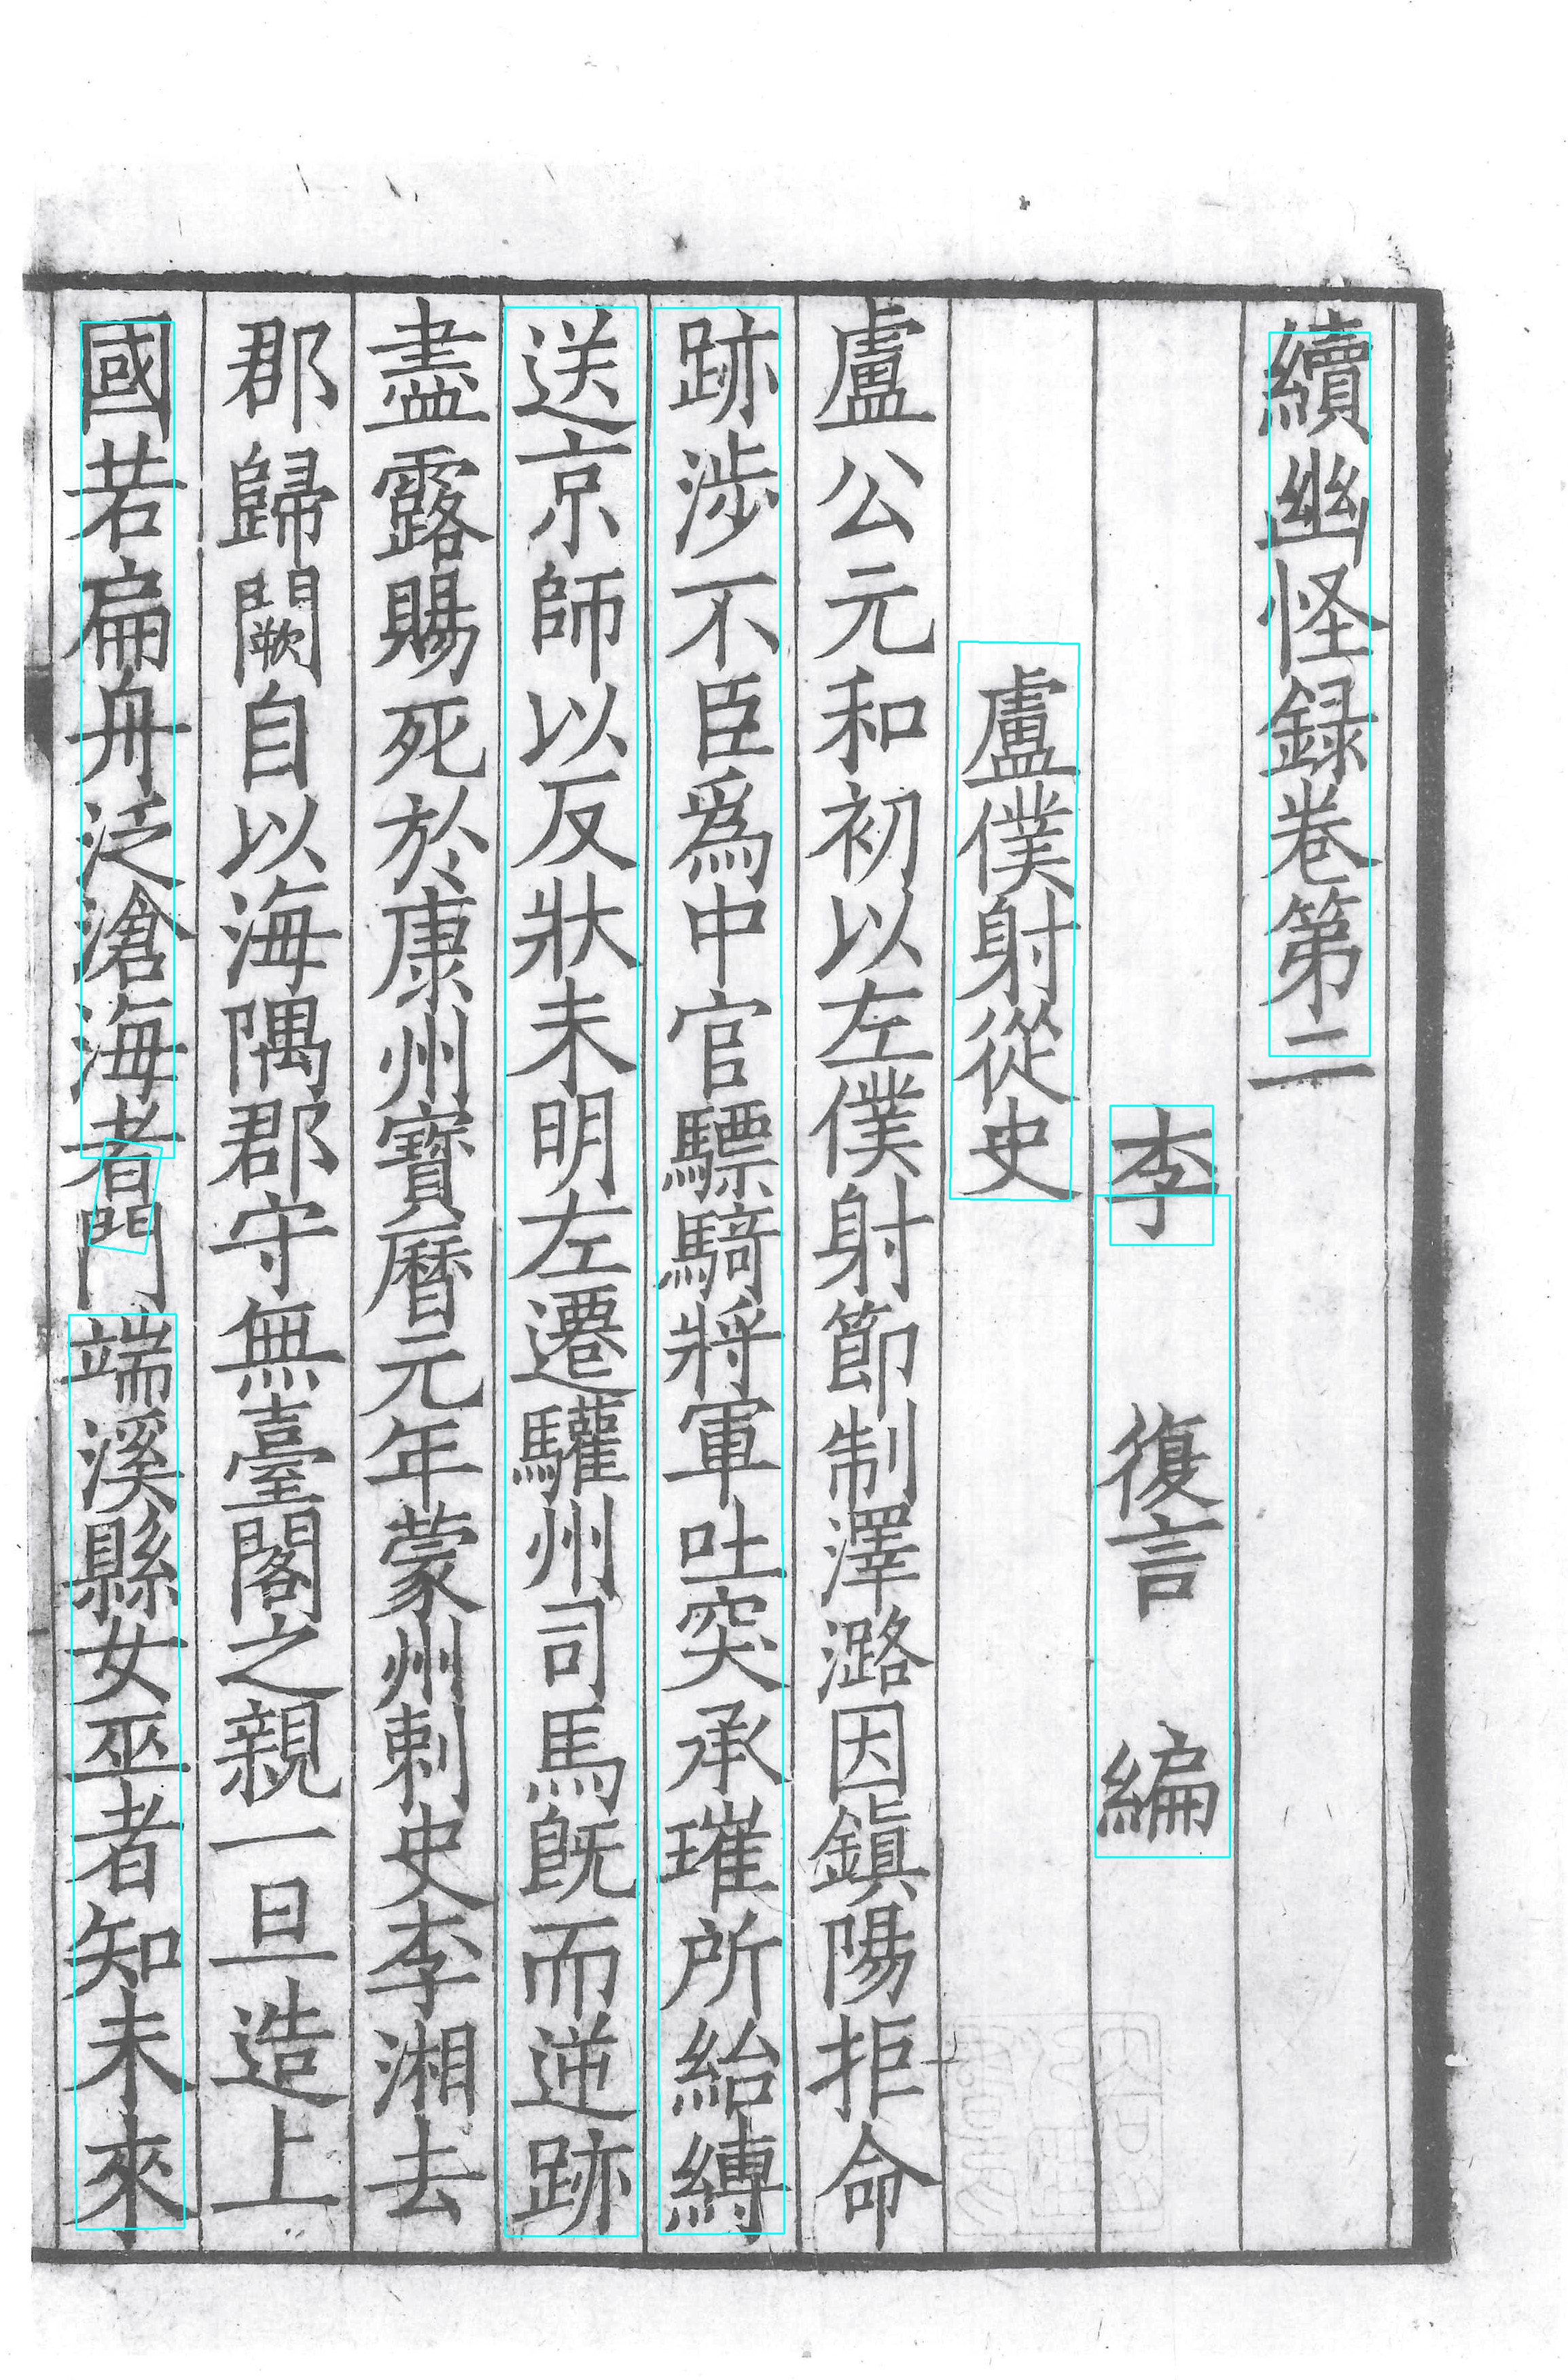 續幽怪録卷第二
李 復言 編
盧僕射從史
盧公元和初以左僕射節制澤潞因鎮陽拒命
跡涉不臣爲中官驃騎將軍吐突承璀所紿縛
送京師以反狀未明左遷驩州司馬既而逆跡
盡露賜死於康州寶曆元年蒙州刺史李湘去
郡歸闕自以海隅郡守無臺閣之親一旦造上
國若扁舟泛滄海者門端溪縣女巫者知未來